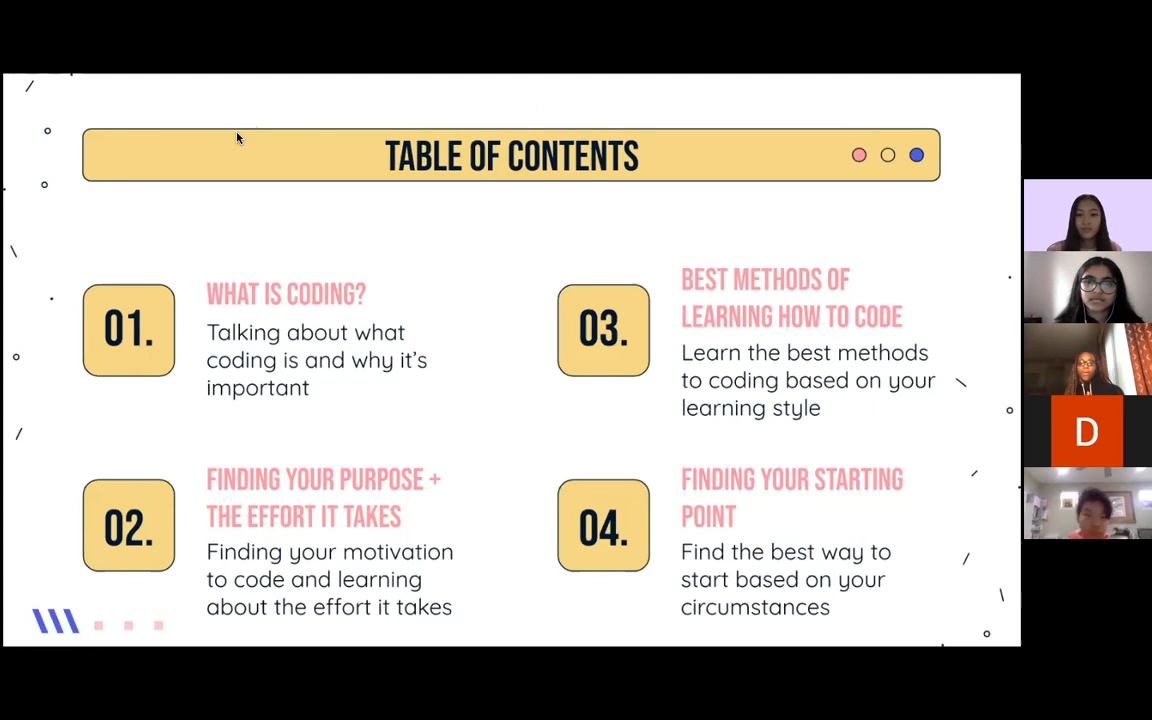 TABLE OF CONTENTS
01.
WHAT IS CODING?
Talking about what
coding is and why it's
important
02.
FINDING YOUR PURPOSE +
THE EFFORT IT TAKES
Finding your motivation
to code and learning
about the effort it takes
03.
BEST METHODS OF
LEARNING HOW TO CODE
Learn the best methods
to coding based on your
learning style
04.
FINDING YOUR STARTING
POINT
Find the best way to
start based on your
circumstances
D